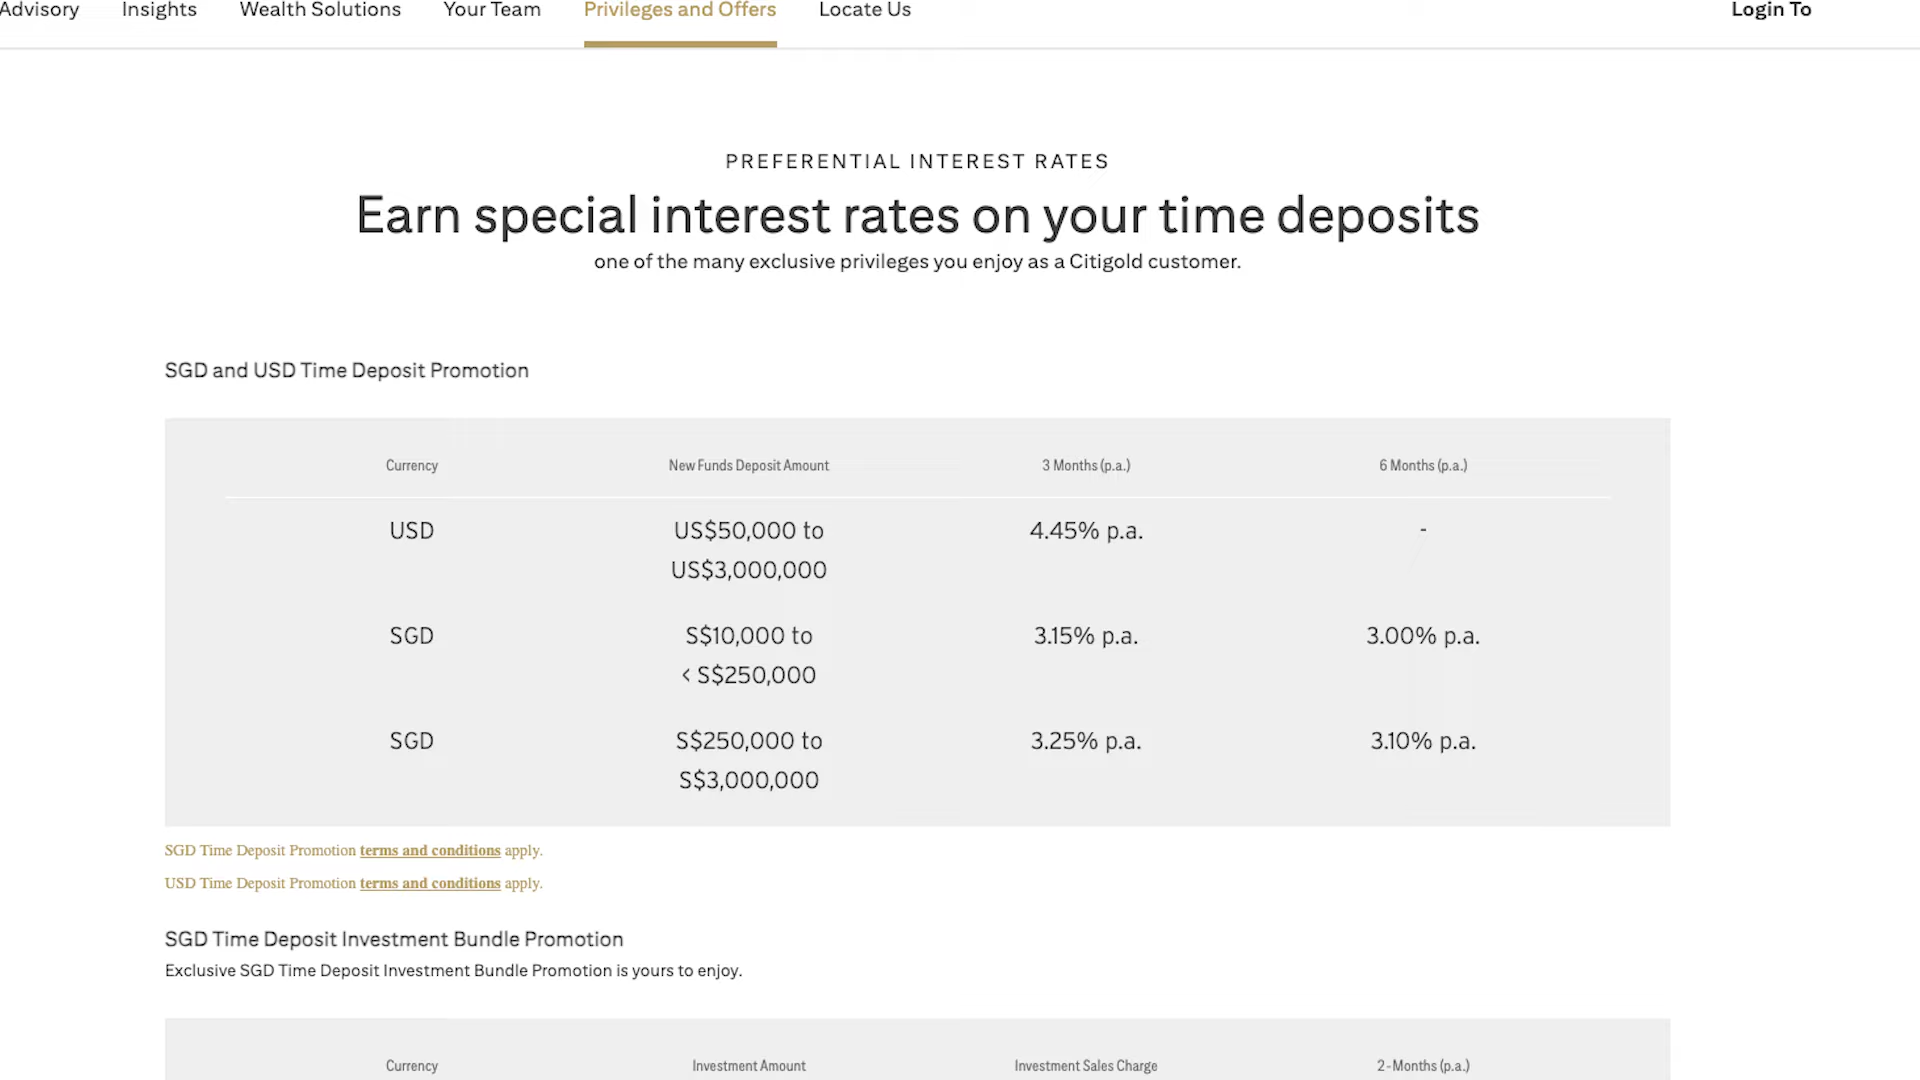 Advisory Insights Wealth Solutions Your Team Privileges and Offers Locate Us Login To
PREFERENTIAL INTEREST RATES
Earn special interest rates on your time deposits
one of the many exclusive privileges you enjoy as a Citigold customer.
SGD and USD Time Deposit Promotion
Currency New Funds Deposit Amount 3 Months (p.a.) 6 Months (p.a.)
USD US$50,000 to 4.45% p.a. -
US$3,000,000
SGD S$10,000 to 3.15% p.a. 3.00% p.a.
< S$250,000
SGD S$250,000 to 3.25% p.a. 3.10% p.a.
S$3,000,000
SGD Time Deposit Promotion terms and conditions apply.
USD Time Deposit Promotion terms and conditions apply.
SGD Time Deposit Investment Bundle Promotion
Exclusive SGD Time Deposit Investment Bundle Promotion is yours to enjoy.
Currency Investment Amount Investment Sales Charge 2-Months (p.a.)